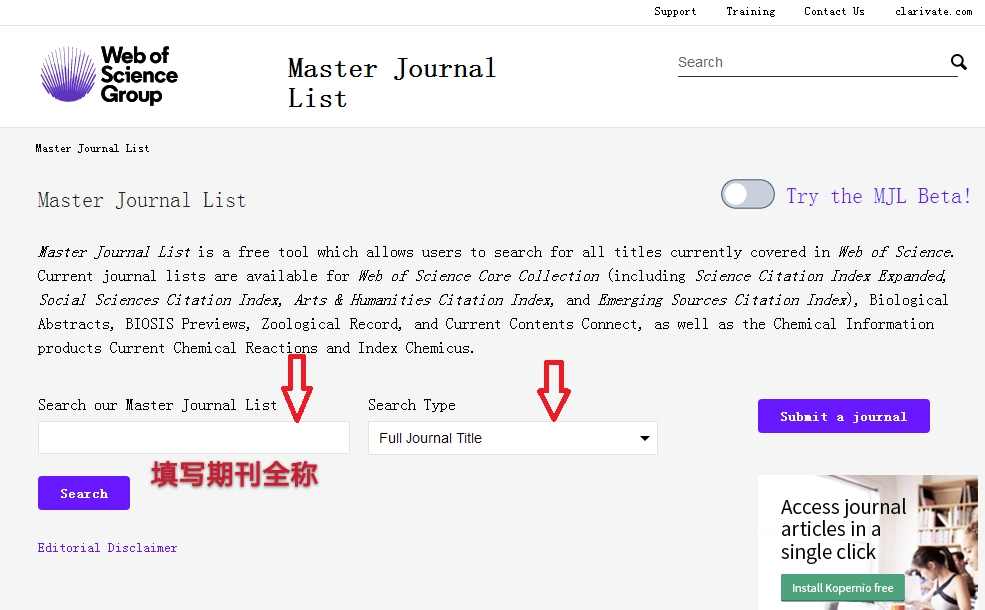 Support Training Contact Us clarivate.com
Web of
Science
Group
Master Journal
List
Search
Master Journal List
Master Journal List
Try the MJL Beta!
Master Journal List is a free tool which allows users to search for all titles currently covered in Web of Science.
Current journal lists are available for Web of Science Core Collection (including Science Citation Index Expanded,
Social Sciences Citation Index, Arts & Humanities Citation Index, and Emerging Sources Citation Index), Biological
Abstracts, BIOSIS Previews, Zoological Record, and Current Contents Connect, as well as the Chemical Information
products Current Chemical Reactions and Index Chemicus.
Search our Master Journal List
Search Type
Full Journal Title
Submit a journal
填写期刊全称
Search
Editorial Disclaimer
Access journal
articles in a
single click
Install Kopernio free